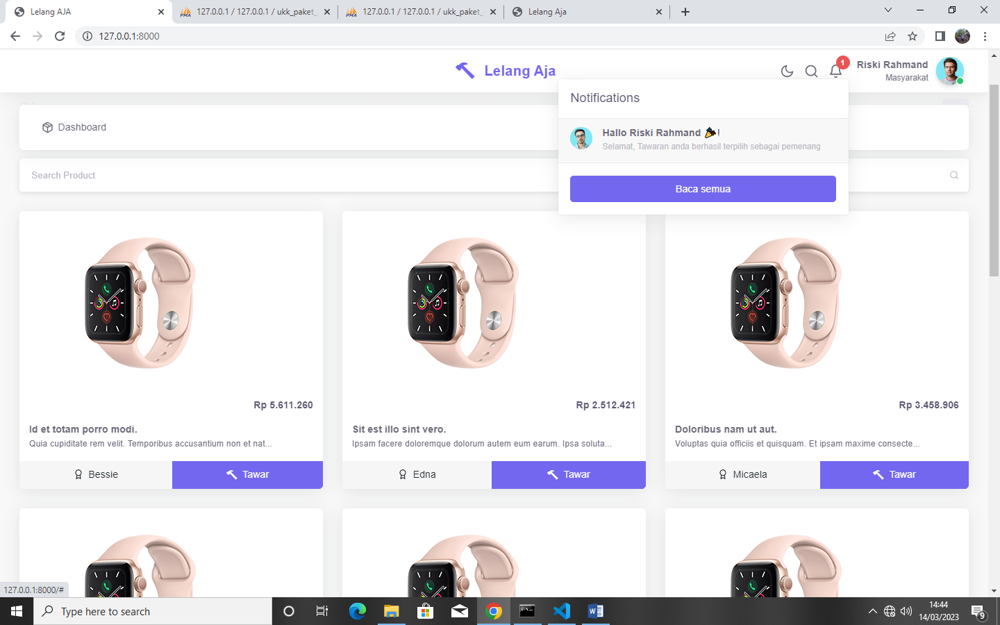 Lelang AJA
127.0.0.1 / 127.0.0.1 / ukk_paket_
127.0.0.1 / 127.0.0.1 / ukk_paket_
Lelang Aja
127.0.0.1:8000
Lelang Aja
1
Riski Rahmand
Masyarakat
Notifications
Dashboard
Hallo Riski Rahmand 🎉!
Selamat, Tawaran anda berhasil terpilih sebagai pemenang
Search Product
Baca semua
Rp 5.611.260
Rp 2.512.421
Rp 3.458.906
Id et totam porro modi.
Sit est illo sint vero.
Doloribus nam ut aut.
Quia cupiditate rem velit. Temporibus accusantium non et nat...
Ipsam facere doloremque dolorum autem eum earum. Ipsa soluta...
Voluptas quia officiis et quisquam. Et ipsam maxime consecte...
Bessie
Tawar
Edna
Tawar
Micaela
Tawar
127.0.0.1:8000/#
Type here to search
14:44
14/03/2023
9